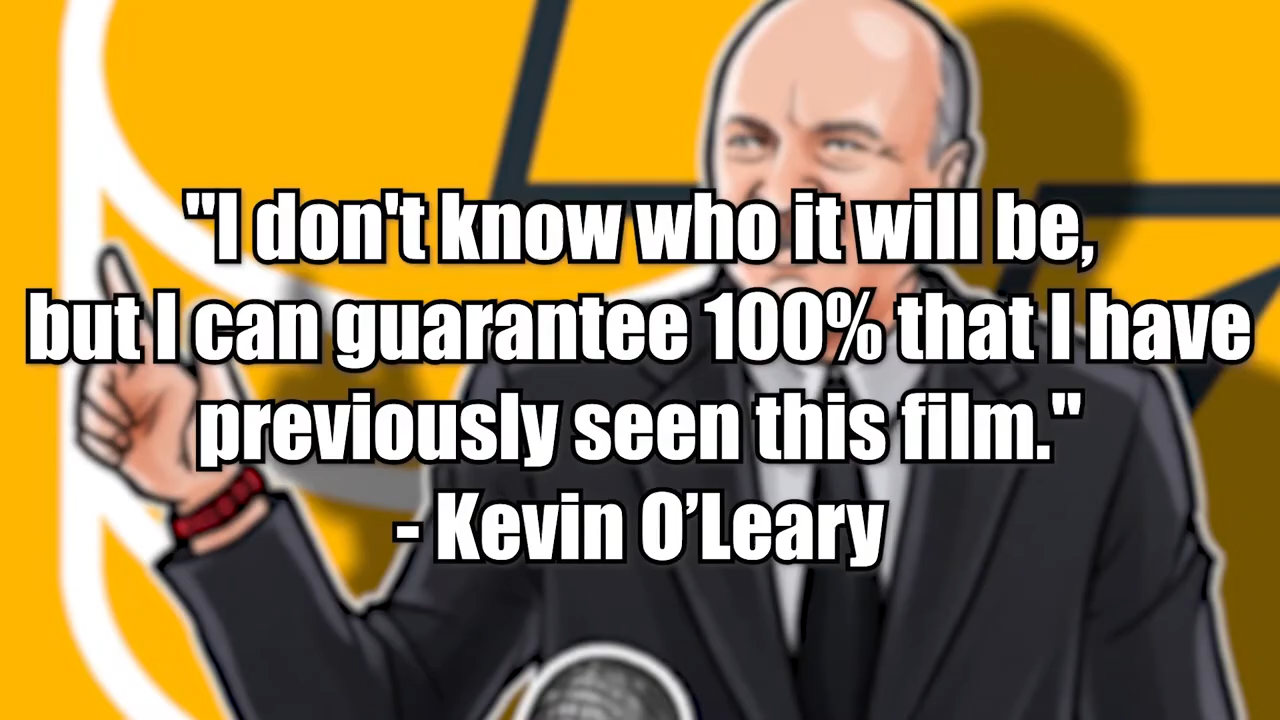 "I don't know who it will be,
but I can guarantee 100% that I have
previously seen this film."
- Kevin O’Leary